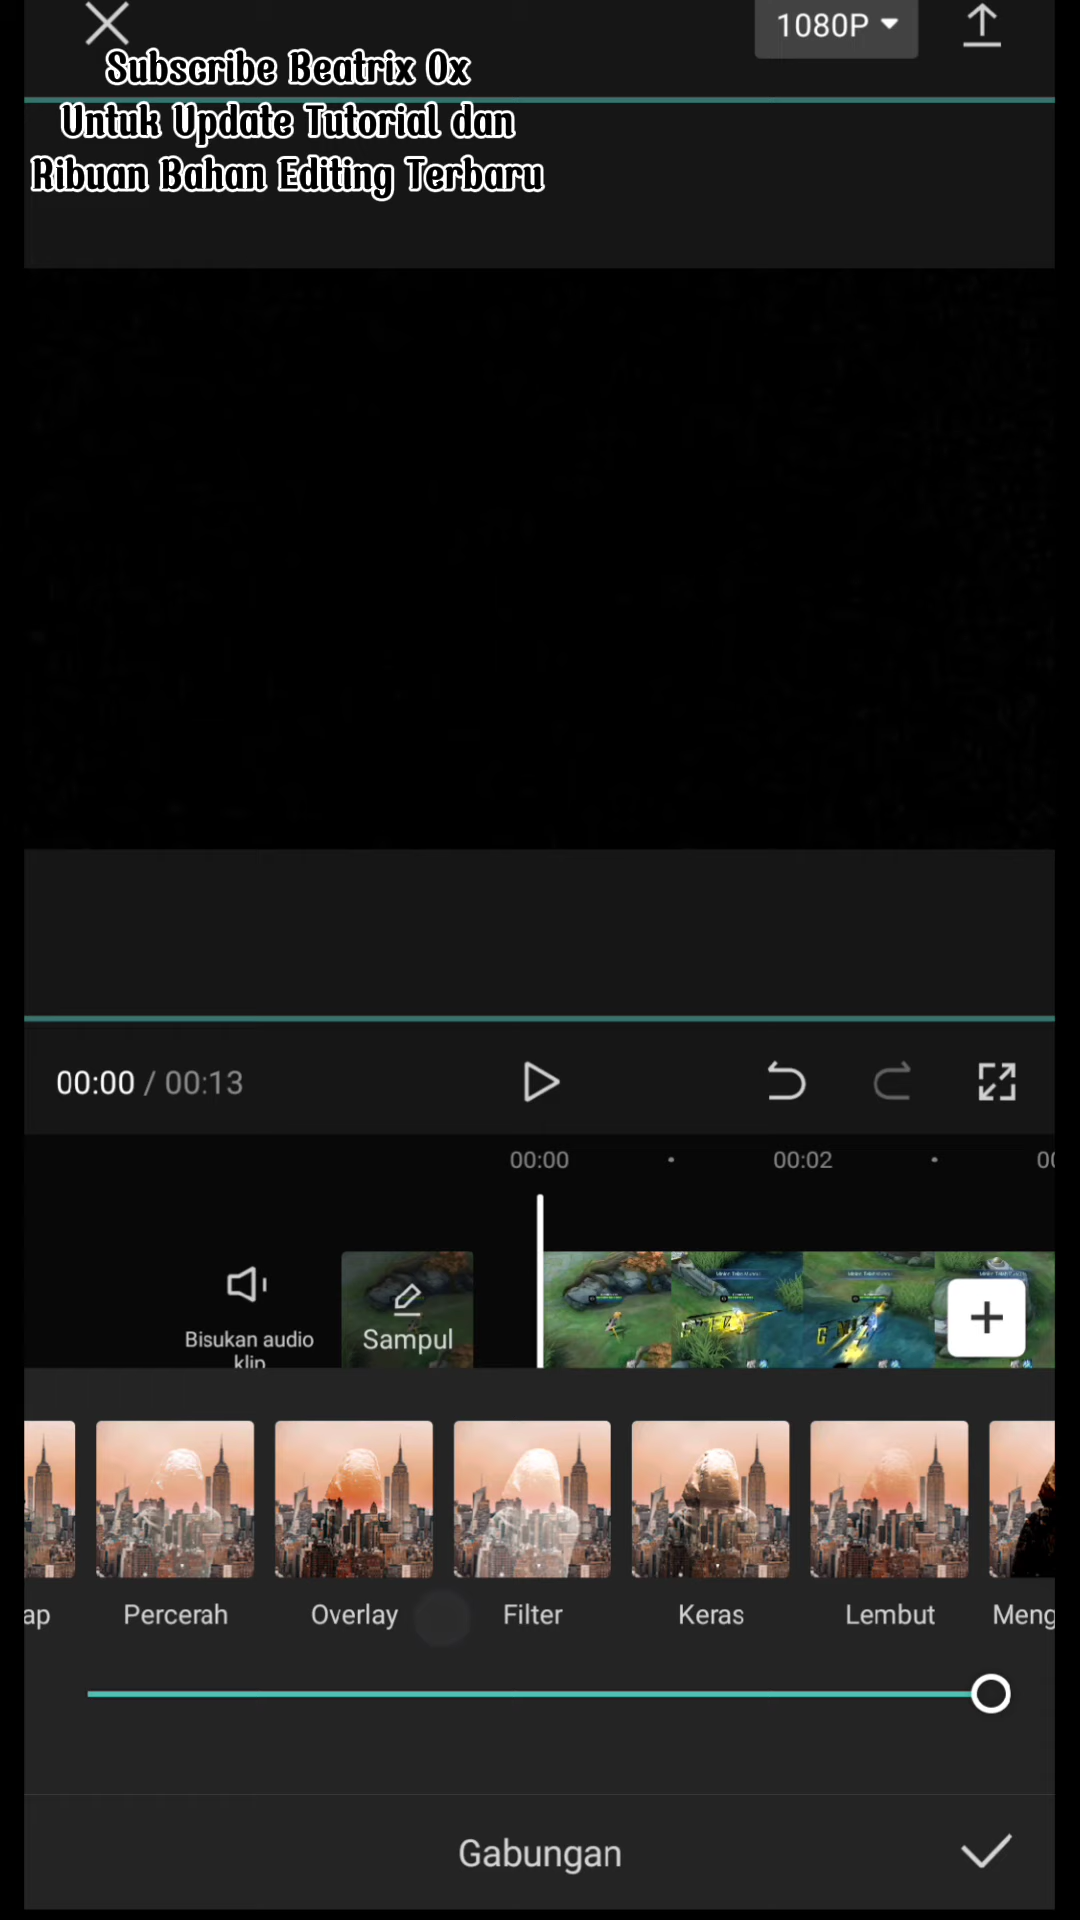 1080P
Subscribe Beatrix Ox
Untuk Update Tutorial dan
Ribuan Bahan Editing Terbaru
00:00 / 00:13
00:00 00:02
Bisukan audio
klip
Sampul
Percerah Overlay Filter Keras Lembut
Gabungan